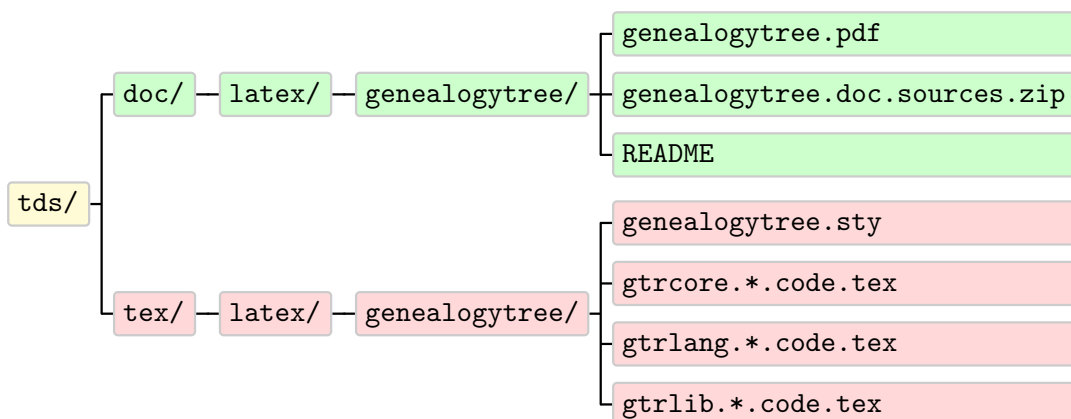 genealogytree.pdf
doc/ latex/ genealogytree/ genealogytree.doc.sources.zip
README
tds/
genealogytree.sty
gtrcore.*.code.tex
tex/ latex/ genealogytree/
gtrlang.*.code.tex
gtrlib.*.code.tex